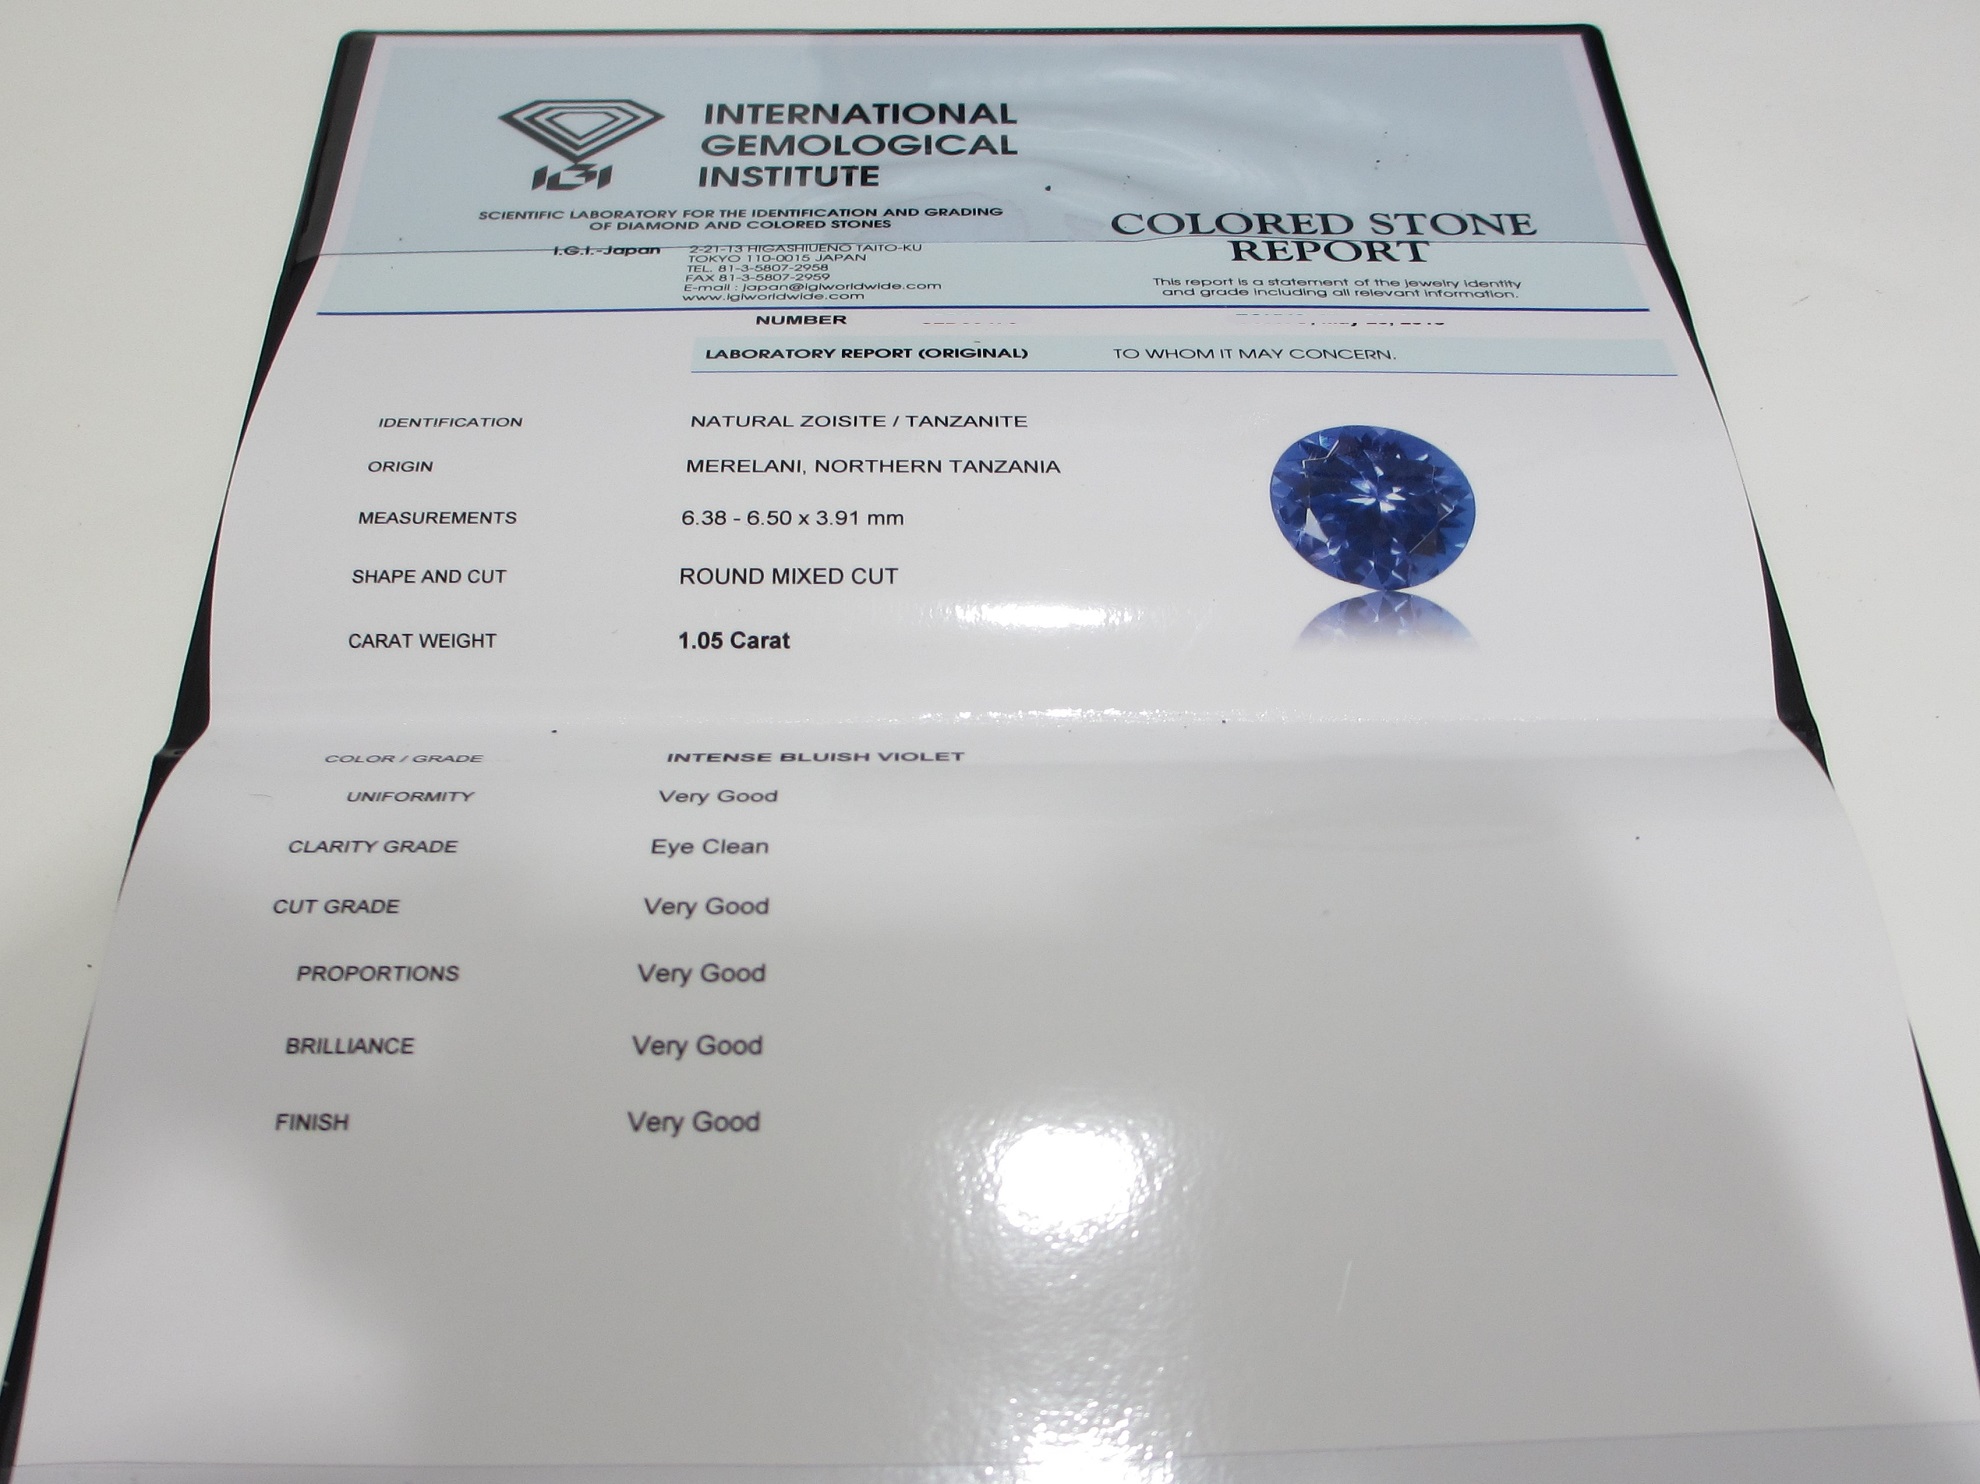 IGI
INTERNATIONAL
GEMOLOGICAL
INSTITUTE
SCIENTIFIC LABORATORY FOR THE IDENTIFICATION AND GRADING
OF DIAMOND AND COLORED STONES
I.G.I.-Japan 2-21-13 HIGASHIUENO TAITO-KU
TOKYO 110-0015 JAPAN
TEL. 81-3-5807-2958
FAX 81-3-5807-2959
E-mail : japan@igiworldwide.com
www.igiworldwide.com
COLORED STONE
REPORT
This report is a statement of the jewelry identity
and grade including all relevant information.
NUMBER
LABORATORY REPORT (ORIGINAL) TO WHOM IT MAY CONCERN.
IDENTIFICATION NATURAL ZOISITE / TANZANITE
ORIGIN MERELANI, NORTHERN TANZANIA
MEASUREMENTS 6.38 - 6.50 x 3.91 mm
SHAPE AND CUT ROUND MIXED CUT
CARAT WEIGHT 1.05 Carat
COLOR / GRADE INTENSE BLUISH VIOLET
UNIFORMITY Very Good
CLARITY GRADE Eye Clean
CUT GRADE Very Good
PROPORTIONS Very Good
BRILLIANCE Very Good
FINISH Very Good